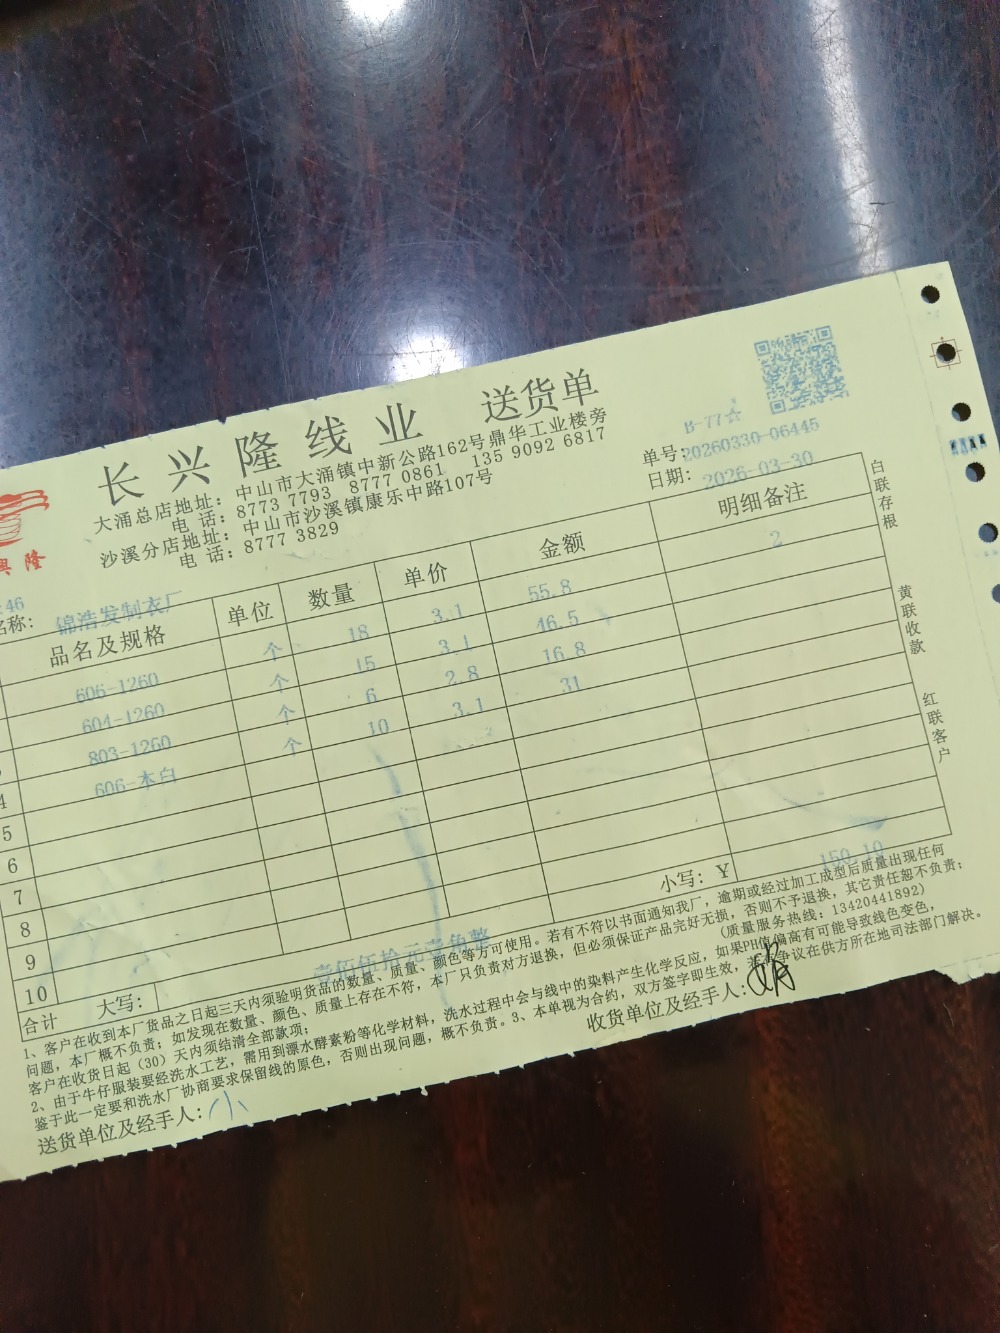 长兴隆线业 送货单
大涌总店地址：中山市大涌镇中新公路162号鼎华工业楼旁
电 话：8773 7793 8777 0861 135 9092 6817
沙溪分店地址：中山市沙溪镇康乐中路107号
电 话：8777 3829
B-77☆
单号：20260330-06445
日期：2026-03-30
兴隆
:46
名称：锦浩发制衣厂
品名及规格 单位 数量 单价 金额 明细备注
606-1260 个 18 3.1 55.8 2
604-1260 个 15 3.1 46.5
803-1260 个 6 2.8 16.8
4 606-本白 个 10 3.1 31
5
6
7
8
9
10
合计 大写：壹佰伍拾元壹角整 小写：¥ 150.10
1、客户在收到本厂货品之日起三天内须验明货品的数量、质量、颜色等方可使用。若有不符以书面通知我厂，逾期或经过加工成型后质量出现任何
问题，本厂概不负责；如发现在数量、颜色、质量上存在不符，本厂只负责对方退换，但必须保证产品完好无损，否则不予退换，其它责任恕不负责；
客户在收货日起（30）天内须结清全部款项； （质量服务热线：13420441892）
2、由于牛仔服装要经洗水工艺，需用到漂水酵素粉等化学材料，洗水过程中会与线中的染料产生化学反应，如果PH值偏高有可能导致线色变色，
鉴于此一定要和洗水厂协商要求保留线的原色，否则出现问题，概不负责。3、本单视为合约，双方签字即生效，若有争议在供方所在地司法部门解决。
送货单位及经手人： 收货单位及经手人：
白联存根
黄联收款
红联客户